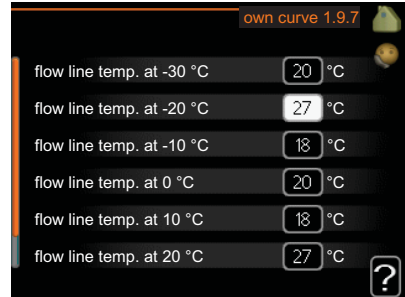 own curve 1.9.7
flow line temp. at -30 °C 20 °C
flow line temp. at -20 °C 27 °C
flow line temp. at -10 °C 18 °C
flow line temp. at 0 °C 20 °C
flow line temp. at 10 °C 18 °C
flow line temp. at 20 °C 27 °C
?